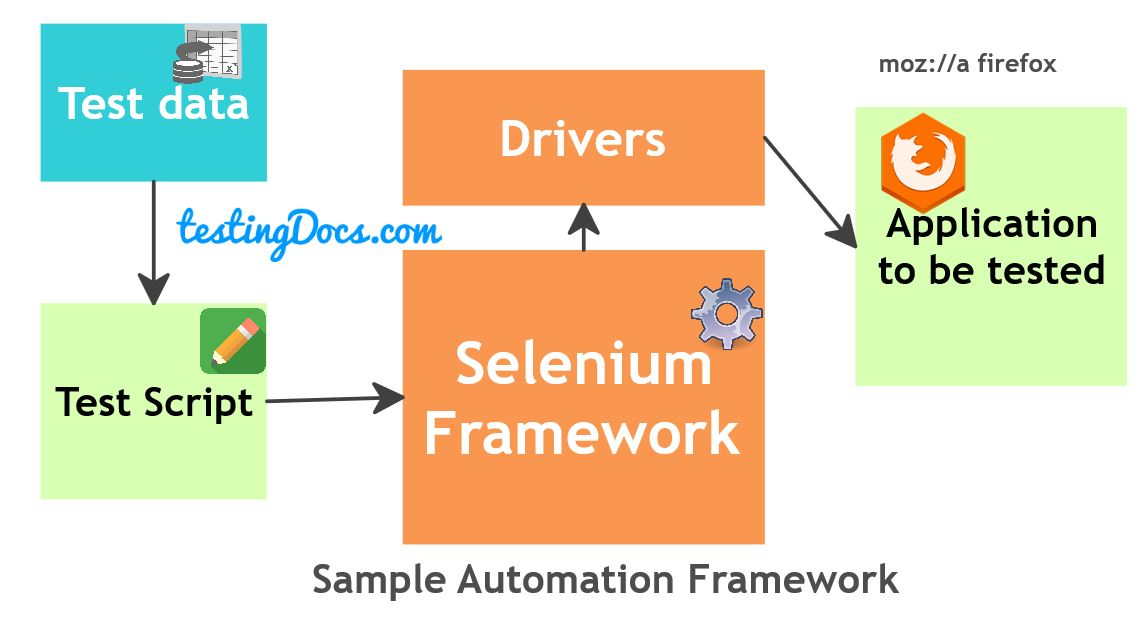 Test data
Drivers
moz://a firefox
testingDocs.com
Application
to be tested
Selenium
Framework
Test Script
Sample Automation Framework